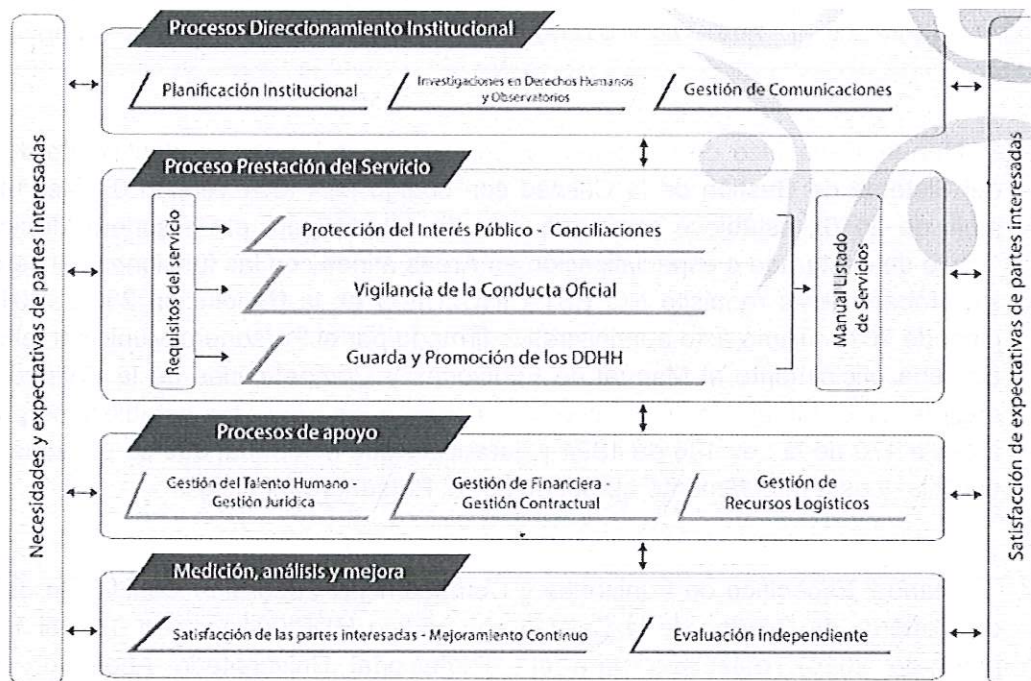 Necesidades y expectativas de partes interesadas
Procesos Direccionamiento Institucional
Planificación Institucional
Investigaciones en Derechos Humanos
y Observatorios
Gestión de Comunicaciones
Proceso Prestación del Servicio
Requisitos del servicio
Protección del Interés Público - Conciliaciones
Vigilancia de la Conducta Oficial
Guarda y Promoción de los DDHH
Manual Listado
de Servicios
Procesos de apoyo
Gestión del Talento Humano -
Gestión Jurídica
Gestión de Financiera -
Gestión Contractual
Gestión de
Recursos Logísticos
Medición, análisis y mejora
Satisfacción de las partes interesadas - Mejoramiento Continuo
Evaluación independiente
Satisfacción de expectativas de partes interesadas